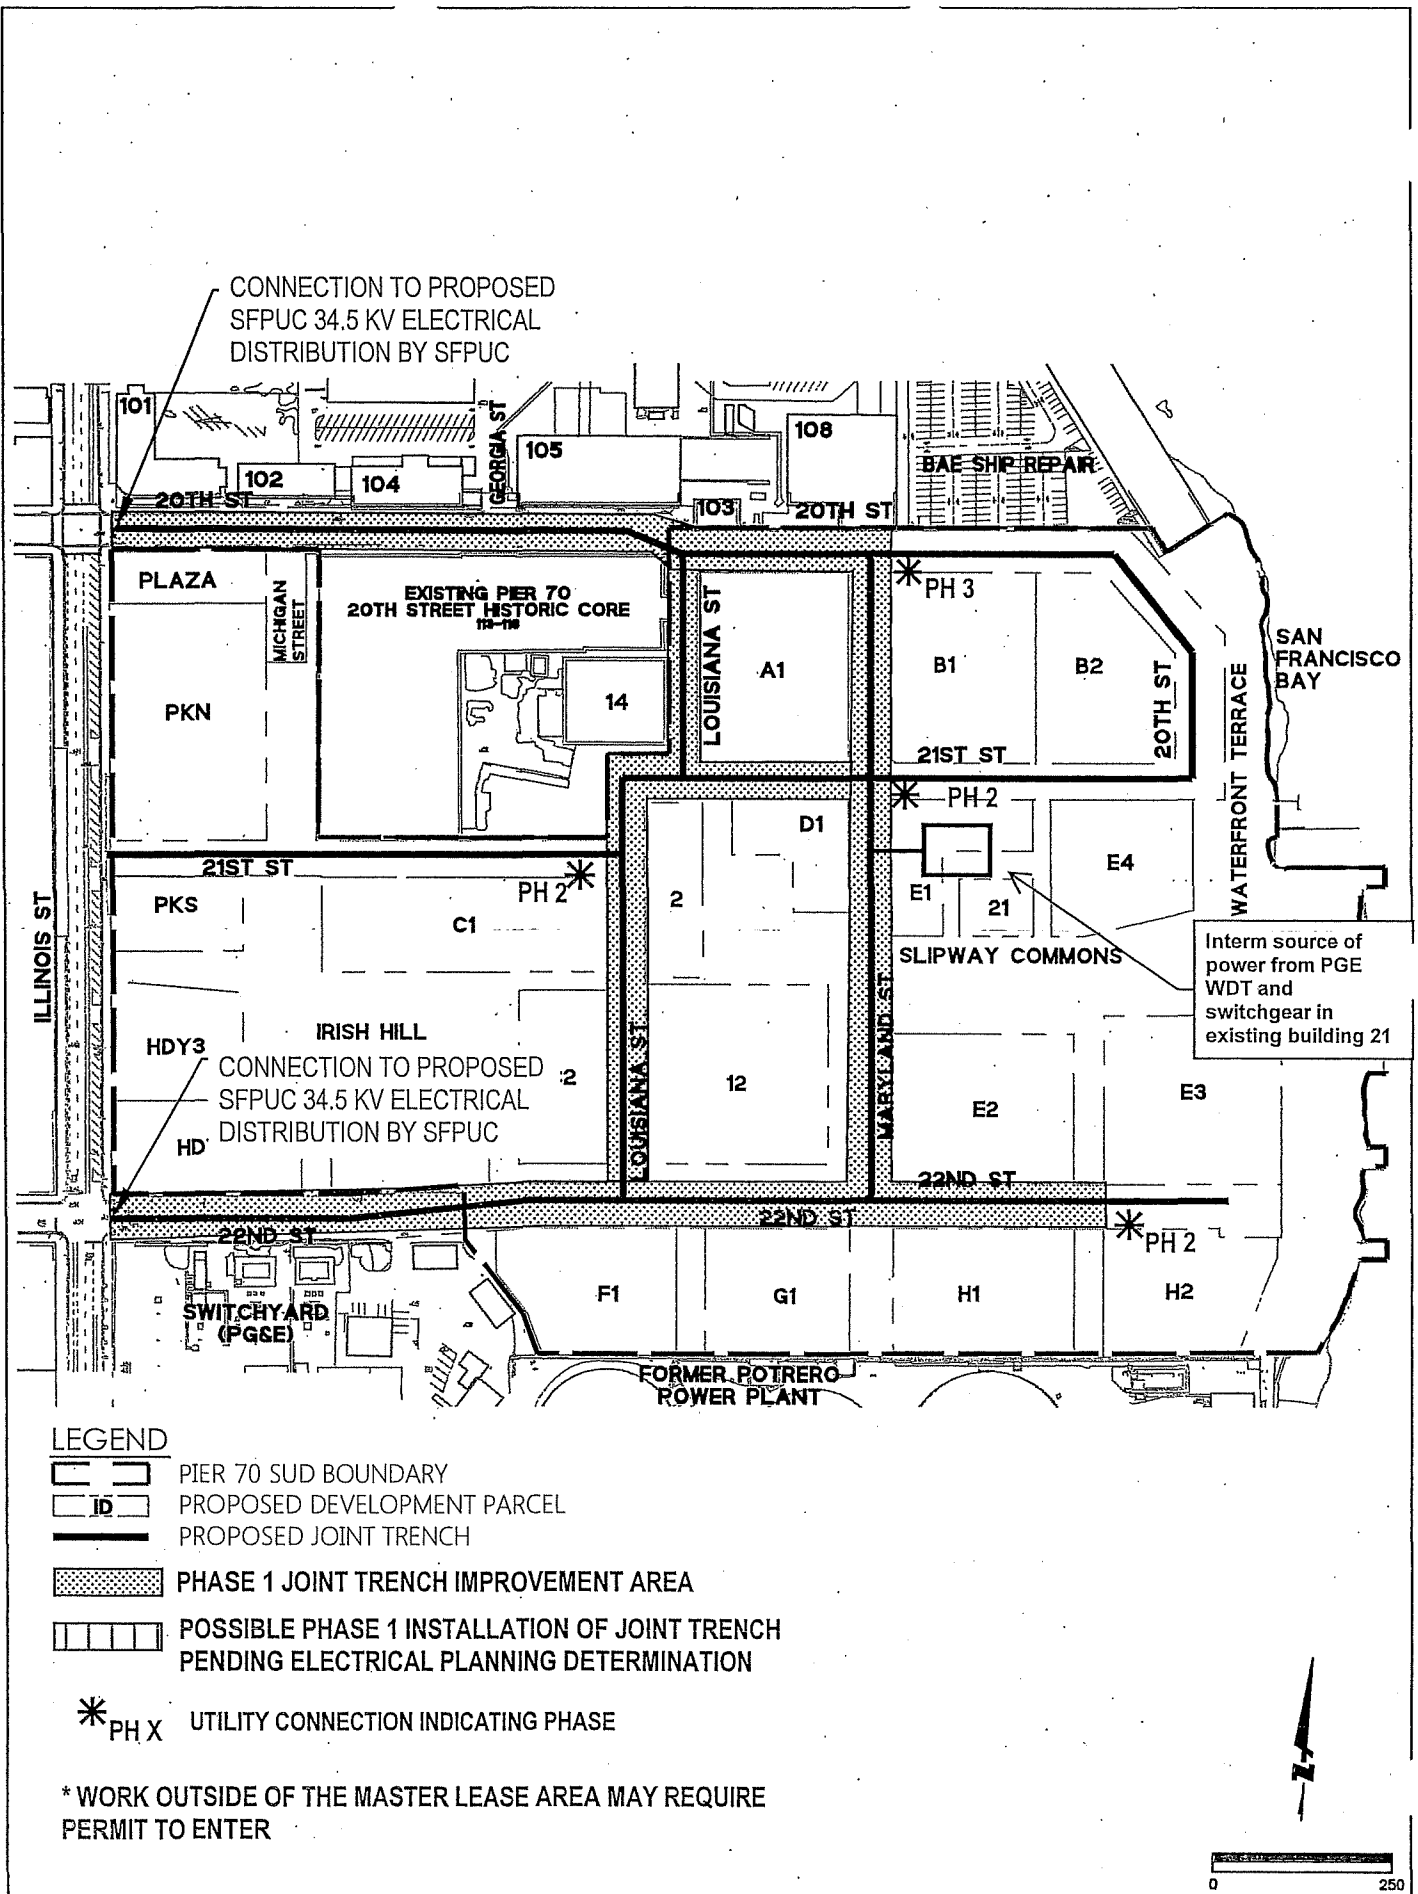 CONNECTION TO PROPOSED
SFPUC 34.5 KV ELECTRICAL
DISTRIBUTION BY SFPUC
101
102
104
GEORGIA ST
105
103
108
BAE SHIP REPAIR
20TH ST
20TH ST
PLAZA
MICHIGAN
STREET
EXISTING PIER 70
20TH STREET HISTORIC CORE
PKN
14
LOUISIANA ST
A1
PH 3
B1
B2
20TH ST
WATERFRONT TERRACE
SAN
FRANCISCO
BAY
21ST ST
PH 2
D1
E4
21ST ST
PH 2
PKS
C1
2
E1
21
SLIPWAY COMMONS
Interm source of
power from PGE
WDT and
switchgear in
existing building 21
ILLINOIS ST
HDY3
IRISH HILL
CONNECTION TO PROPOSED
SFPUC 34.5 KV ELECTRICAL
DISTRIBUTION BY SFPUC
2
HD
LOUISIANA ST
12
MARYLAND ST
E2
E3
22ND ST
22ND ST
22ND ST
PH 2
SWITCHYARD
(PG&E)
F1
G1
H1
H2
FORMER POTRERO
POWER PLANT
LEGEND
PIER 70 SUD BOUNDARY
ID PROPOSED DEVELOPMENT PARCEL
PROPOSED JOINT TRENCH
PHASE 1 JOINT TRENCH IMPROVEMENT AREA
POSSIBLE PHASE 1 INSTALLATION OF JOINT TRENCH
PENDING ELECTRICAL PLANNING DETERMINATION
PH X UTILITY CONNECTION INDICATING PHASE
* WORK OUTSIDE OF THE MASTER LEASE AREA MAY REQUIRE
PERMIT TO ENTER
Z
0 250